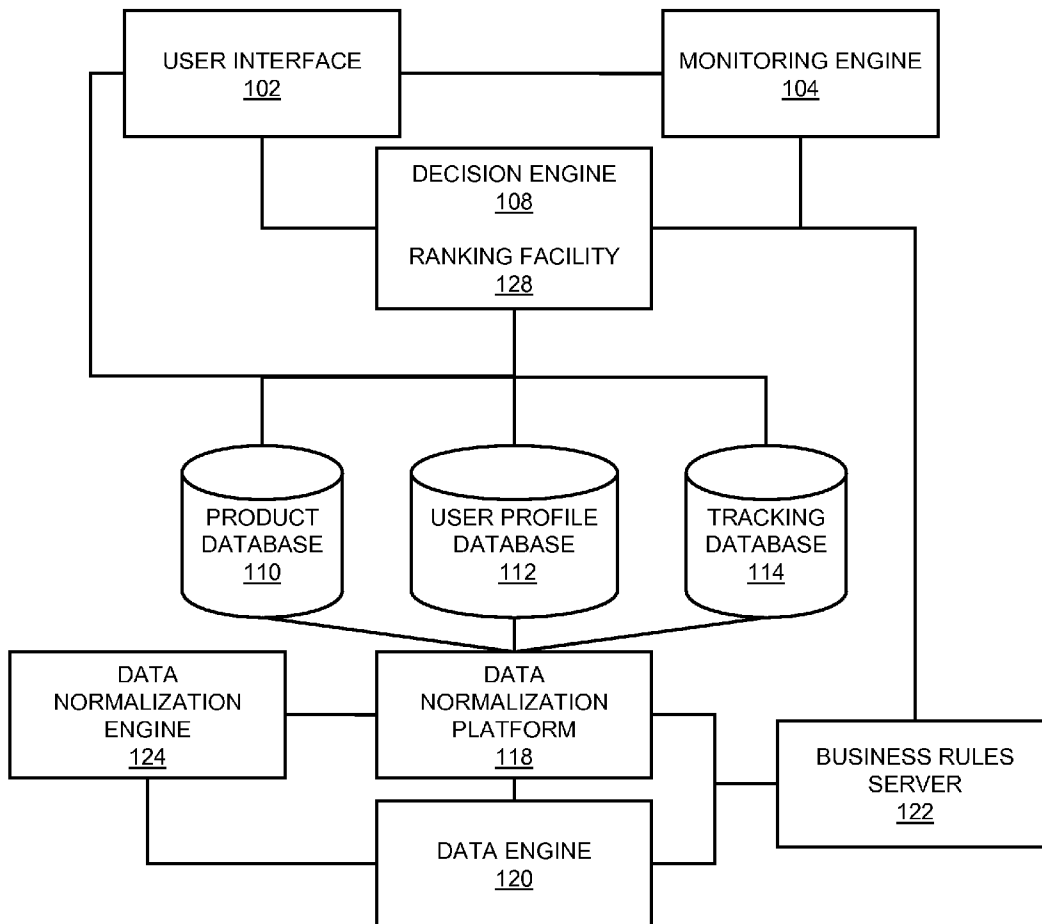 USER INTERFACE
102
MONITORING ENGINE
104
DECISION ENGINE
108
RANKING FACILITY
128
PRODUCT
DATABASE
110
USER PROFILE
DATABASE
112
TRACKING
DATABASE
114
DATA
NORMALIZATION
ENGINE
124
DATA
NORMALIZATION
PLATFORM
118
BUSINESS RULES
SERVER
122
DATA ENGINE
120